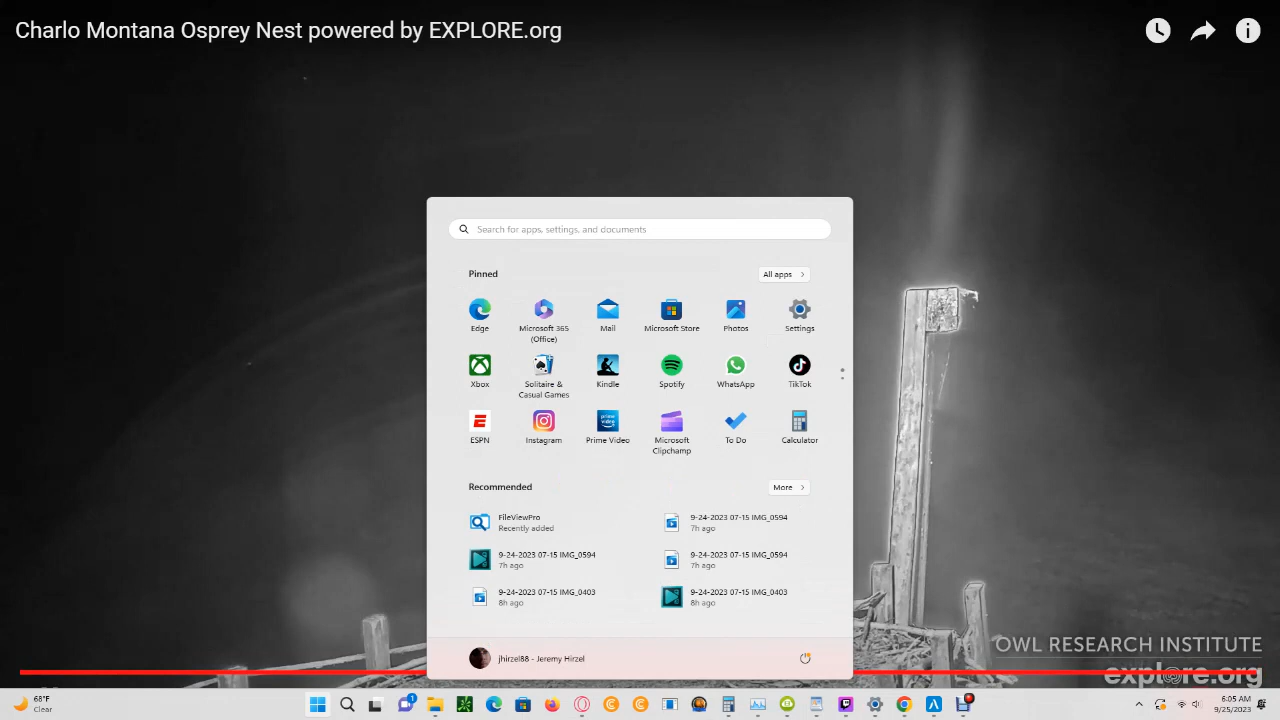 Charlo Montana Osprey Nest powered by EXPLORE.org
Search for apps, settings, and documents
Pinned
All apps
Edge
Microsoft 365
(Office)
Mail
Microsoft Store
Photos
Settings
Xbox
Solitaire &
Casual Games
Kindle
Spotify
WhatsApp
TikTok
ESPN
Instagram
prime video
Prime Video
Microsoft
Clipchamp
To Do
Calculator
Recommended
More
FileViewPro
Recently added
9-24-2023 07-15 IMG_0594
7h ago
9-24-2023 07-15 IMG_0594
7h ago
9-24-2023 07-15 IMG_0594
7h ago
9-24-2023 07-15 IMG_0403
8h ago
9-24-2023 07-15 IMG_0403
8h ago
jhirzel88 - Jeremy Hirzel
OWL RESEARCH INSTITUTE
explore.org
68°F
Clear
1
6:05 AM
9/25/2023